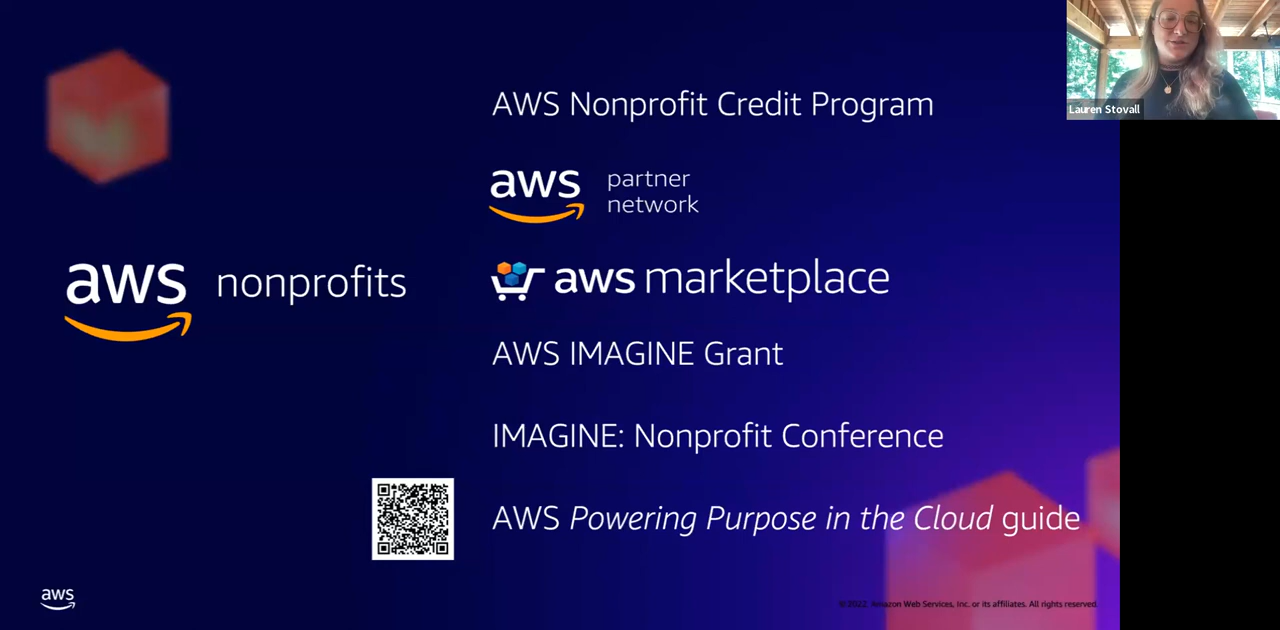 AWS Nonprofit Credit Program
Lauren Stovall
aws partner
network
aws nonprofits
aws marketplace
AWS IMAGINE Grant
IMAGINE: Nonprofit Conference
AWS Powering Purpose in the Cloud guide
aws
© 2022, Amazon Web Services, Inc. or its affiliates. All rights reserved.